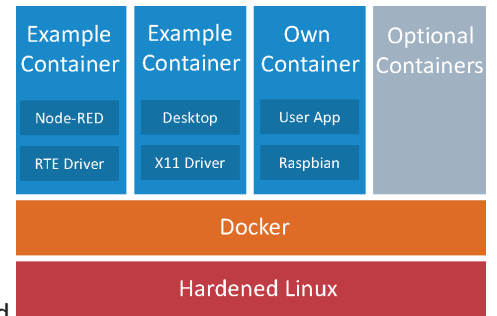 Example
Container
Node-RED
RTE Driver
Example
Container
Desktop
X11 Driver
Own
Container
User App
Raspbian
Optional
Containers
Docker
Hardened Linux